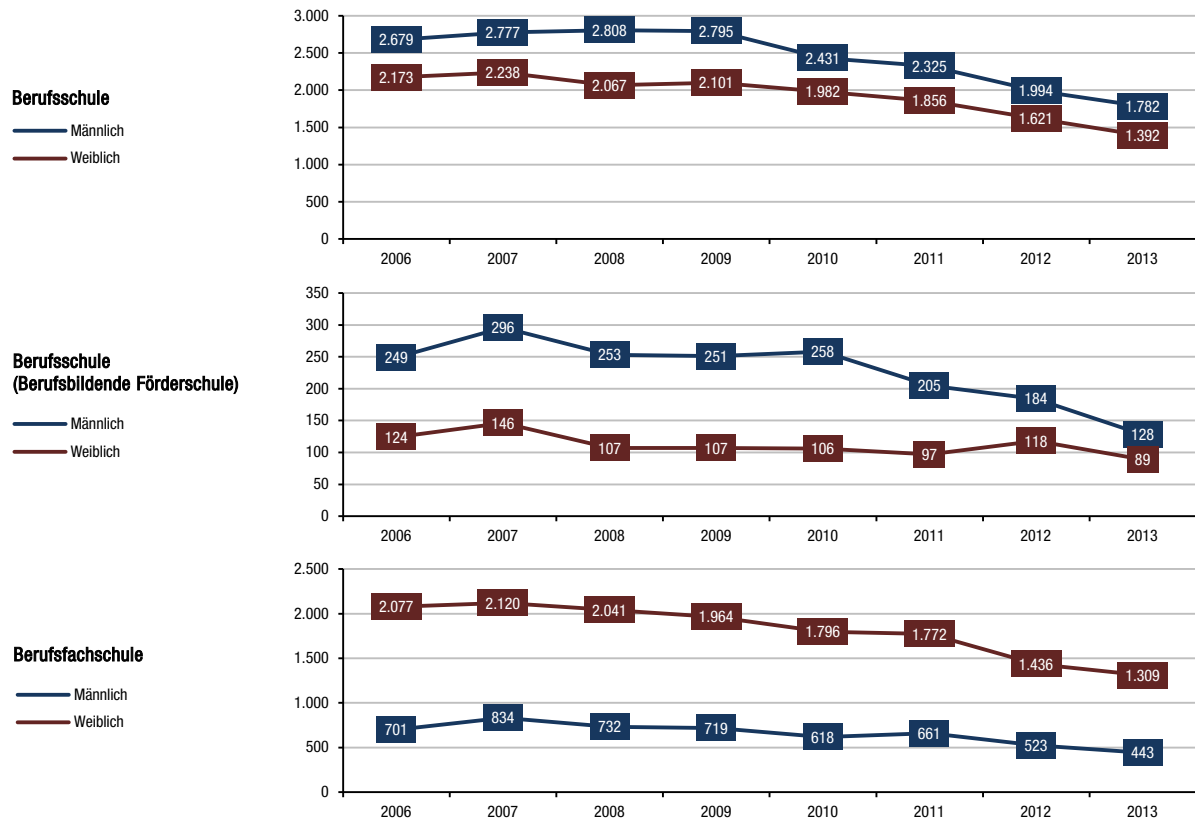 Berufsschule
Männlich
Weiblich
3.000
2.500
2.000
1.500
1.000
500
0
2.679 2.777 2.808 2.795 2.431 2.325 1.994 1.782
2.173 2.238 2.067 2.101 1.982 1.856 1.621 1.392
2006 2007 2008 2009 2010 2011 2012 2013
Berufsschule
(Berufsbildende Förderschule)
Männlich
Weiblich
350
300
250
200
150
100
50
0
249 296 253 251 258 205 184 128
124 146 107 107 106 97 118 89
2006 2007 2008 2009 2010 2011 2012 2013
Berufsfachschule
Männlich
Weiblich
2.500
2.000
1.500
1.000
500
0
2.077 2.120 2.041 1.964 1.796 1.772 1.436 1.309
701 834 732 719 618 661 523 443
2006 2007 2008 2009 2010 2011 2012 2013